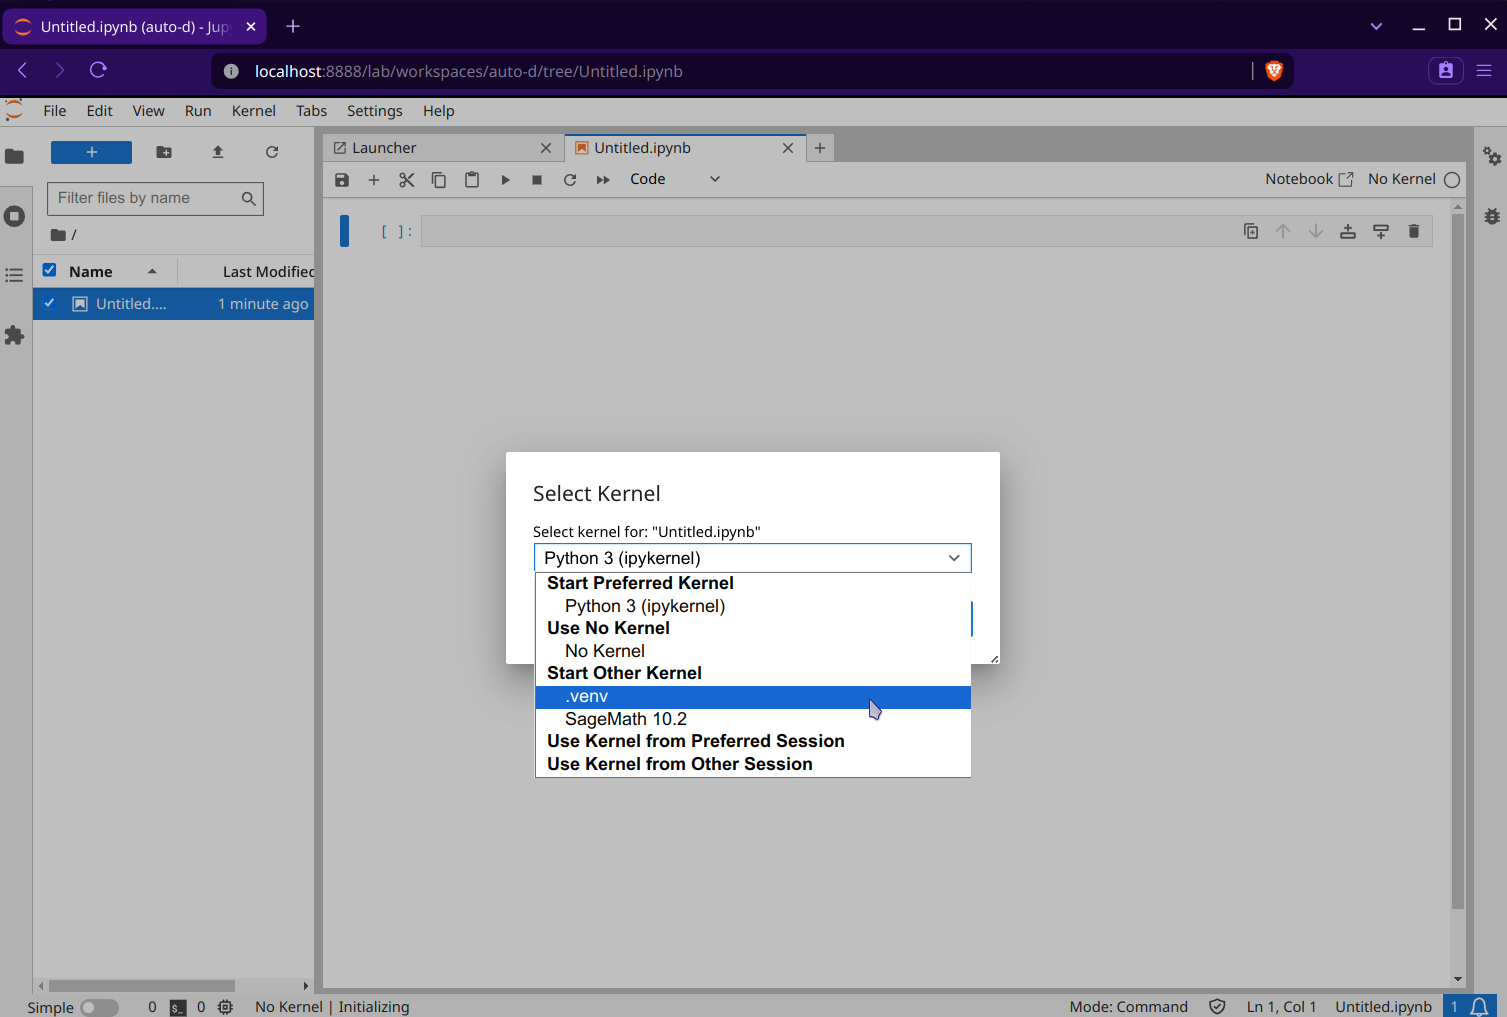 Untitled.ipynb (auto-d) - Jup
localhost:8888/lab/workspaces/auto-d/tree/Untitled.ipynb
File Edit View Run Kernel Tabs Settings Help
Launcher
Untitled.ipynb
Code
Notebook
No Kernel
Filter files by name
/
[ ]:
Name
Last Modified
Untitled....
1 minute ago
Select Kernel
Select kernel for: "Untitled.ipynb"
Python 3 (ipykernel)
Start Preferred Kernel
Python 3 (ipykernel)
Use No Kernel
No Kernel
Start Other Kernel
.venv
SageMath 10.2
Use Kernel from Preferred Session
Use Kernel from Other Session
Simple
0
$_
0
No Kernel | Initializing
Mode: Command
Ln 1, Col 1
Untitled.ipynb
1